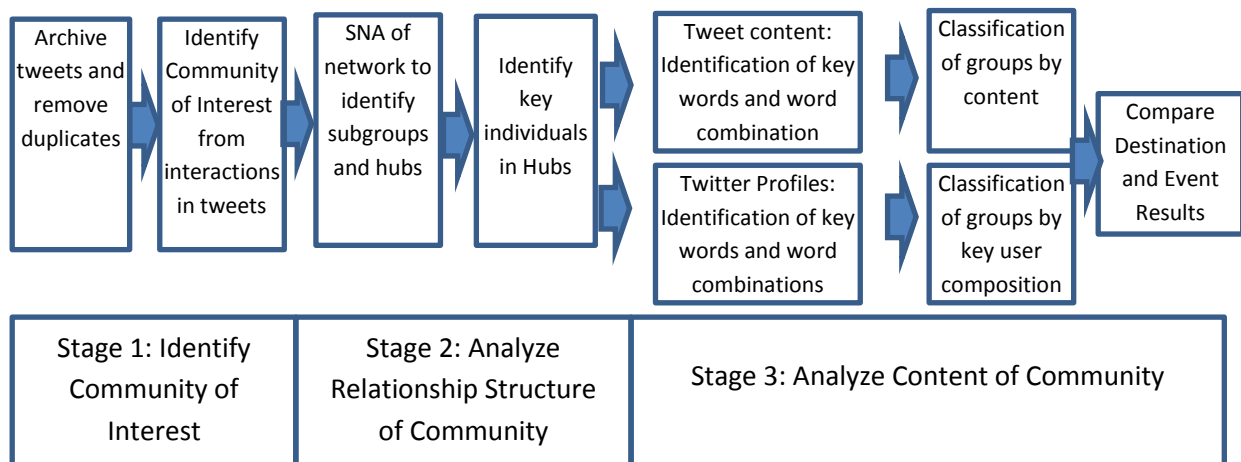 Archive
tweets and
remove
duplicates
Identify
Community
of Interest
from
interactions
in tweets
SNA of
network to
identify
subgroups
and hubs
Identify
key
individuals
in Hubs
Tweet content:
Identification of key
words and word
combination
Twitter Profiles:
Identification of key
words and word
combinations
Classification
of groups by
content
Classification
of groups by
key user
composition
Compare
Destination
and Event
Results
Stage 1: Identify
Community of
Interest
Stage 2: Analyze
Relationship Structure
of Community
Stage 3: Analyze Content of Community